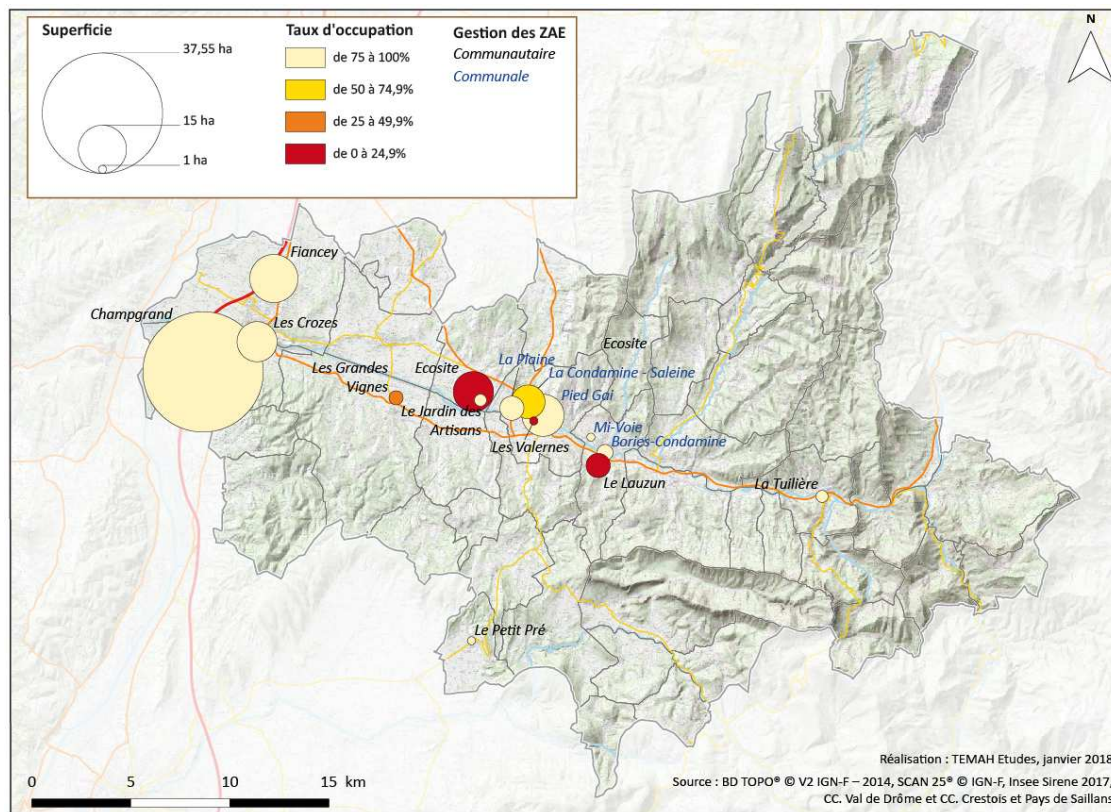 Superficie
37,55 ha
15 ha
1 ha
Taux d'occupation
de 75 à 100%
de 50 à 74,9%
de 25 à 49,9%
de 0 à 24,9%
Gestion des ZAE
Communautaire
Communale
N
Fiancey
Champgrand
Les Crozes
Ecosite
Les Grandes
Vignes
Ecosite
La Plaine
La Condamine - Saleine
Pied Gai
Le Jardin des
Artisans
Les Valernes
Mi-Voie
Bories-Condamine
Le Lauzun
La Tuilière
Le Petit Pré
0 5 10 15 km
Réalisation : TEMAH Etudes, janvier 2018
Source : BD TOPO® © V2 IGN-F – 2014, SCAN 25® © IGN-F, Insee Sirene 2017,
CC. Val de Drôme et CC. Crestois et Pays de Saillans